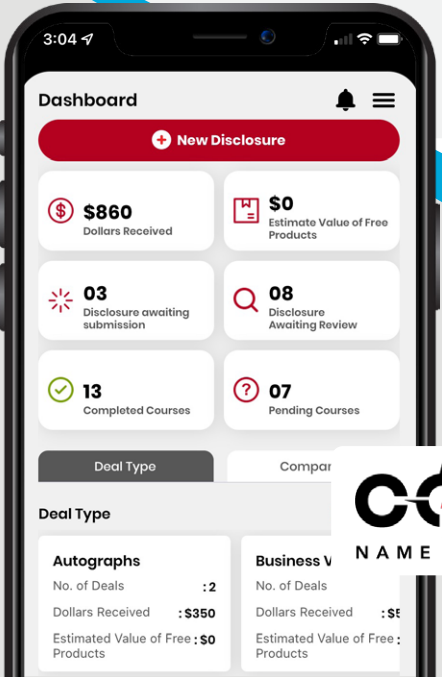 3:04
Dashboard
New Disclosure
$860
Dollars Received
$0
Estimate Value of Free
Products
03
Disclosure awaiting
submission
08
Disclosure
Awaiting Review
13
Completed Courses
07
Pending Courses
Deal Type
Deal Type
Autographs
No. of Deals :2
Dollars Received :$350
Estimated Value of Free :$0
Products
Business
No. of Deals
Dollars Received
Estimated Value of Free :
Products
NAME